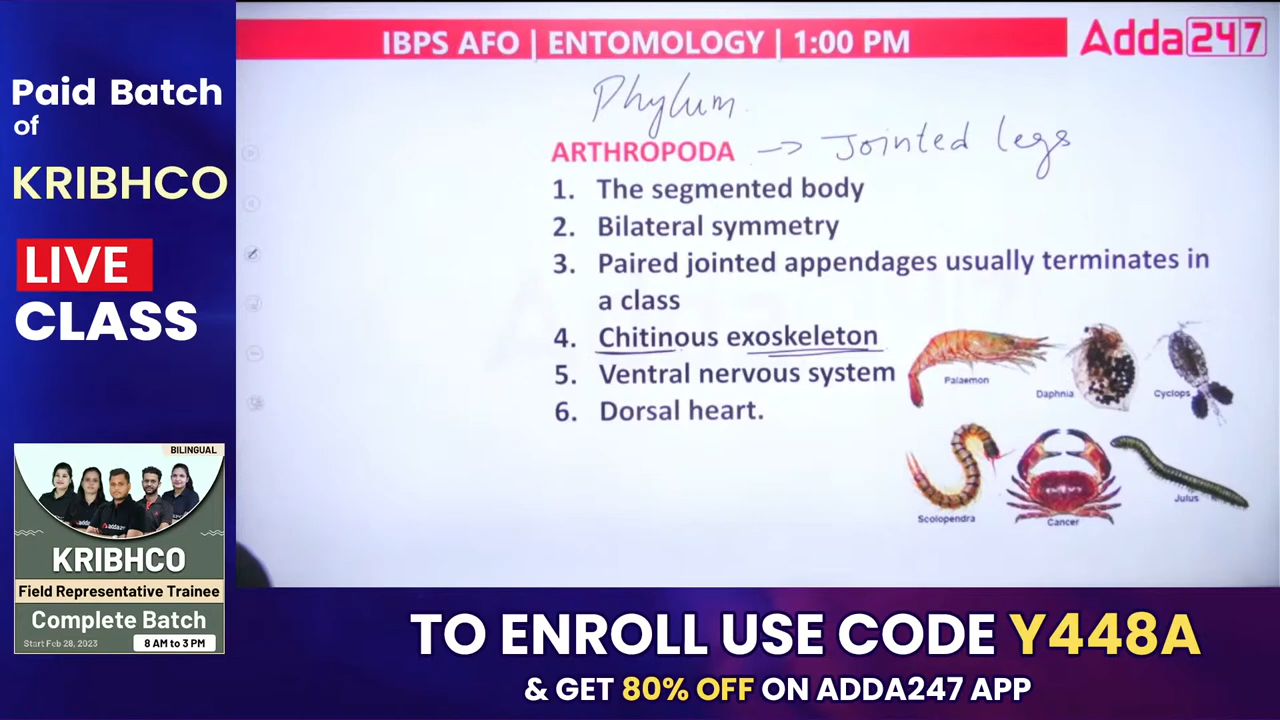 Paid Batch
of
KRIBHCO
LIVE
CLASS
BILINGUAL
KRIBHCO
Field Representative Trainee
Complete Batch
Start Feb 28, 2023
8 AM to 3 PM
IBPS AFO | ENTOMOLOGY | 1:00 PM
Adda247
Phylum
ARTHROPODA → Jointed legs
1. The segmented body
2. Bilateral symmetry
3. Paired jointed appendages usually terminates in
a class
4. Chitinous exoskeleton
5. Ventral nervous system
6. Dorsal heart.
Palaemon
Daphnia
Cyclops
Scolopendra
Cancer
Julus
TO ENROLL USE CODE Y448A
& GET 80% OFF ON ADDA247 APP